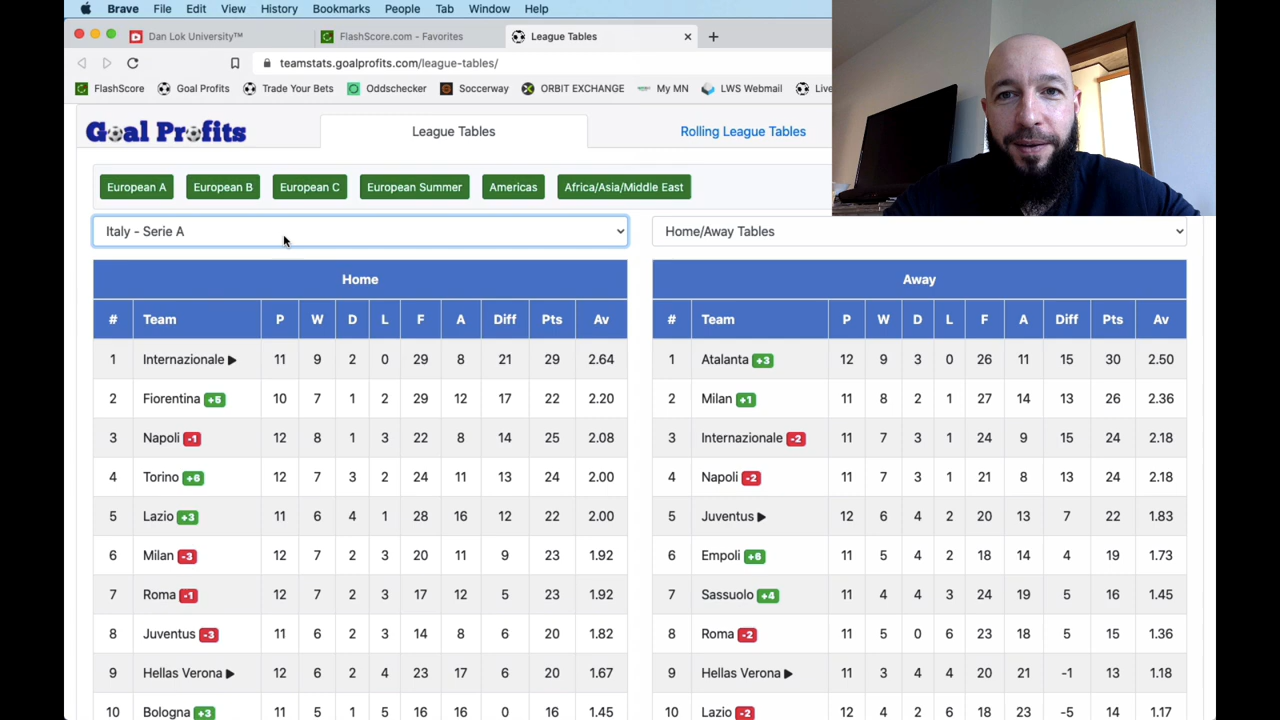 Brave File Edit View History Bookmarks People Tab Window Help
Dan Lok University™ FlashScore.com - Favorites League Tables
teamstats.goalprofits.com/league-tables/
FlashScore Goal Profits Trade Your Bets Oddschecker Soccerway ORBIT EXCHANGE My MN LWS Webmail Live
Goal Profits League Tables Rolling League Tables
European A European B European C European Summer Americas Africa/Asia/Middle East
Italy - Serie A Home/Away Tables
Home
# Team P W D L F A Diff Pts Av
1 Internazionale 11 9 2 0 29 8 21 29 2.64
2 Fiorentina +5 10 7 1 2 29 12 17 22 2.20
3 Napoli -1 12 8 1 3 22 8 14 25 2.08
4 Torino +6 12 7 3 2 24 11 13 24 2.00
5 Lazio +3 11 6 4 1 28 16 12 22 2.00
6 Milan -3 12 7 2 3 20 11 9 23 1.92
7 Roma -1 12 7 2 3 17 12 5 23 1.92
8 Juventus -3 11 6 2 3 14 8 6 20 1.82
9 Hellas Verona 12 6 2 4 23 17 6 20 1.67
10 Bologna +3 11 5 1 5 16 16 0 16 1.45
Away
# Team P W D L F A Diff Pts Av
1 Atalanta +3 12 9 3 0 26 11 15 30 2.50
2 Milan +1 11 8 2 1 27 14 13 26 2.36
3 Internazionale -2 11 7 3 1 24 9 15 24 2.18
4 Napoli -2 11 7 3 1 21 8 13 24 2.18
5 Juventus 12 6 4 2 20 13 7 22 1.83
6 Empoli +6 11 5 4 2 18 14 4 19 1.73
7 Sassuolo +4 11 4 4 3 24 19 5 16 1.45
8 Roma -2 11 5 0 6 23 18 5 15 1.36
9 Hellas Verona 11 3 4 4 20 21 -1 13 1.18
10 Lazio -2 12 4 2 6 18 23 -5 14 1.17